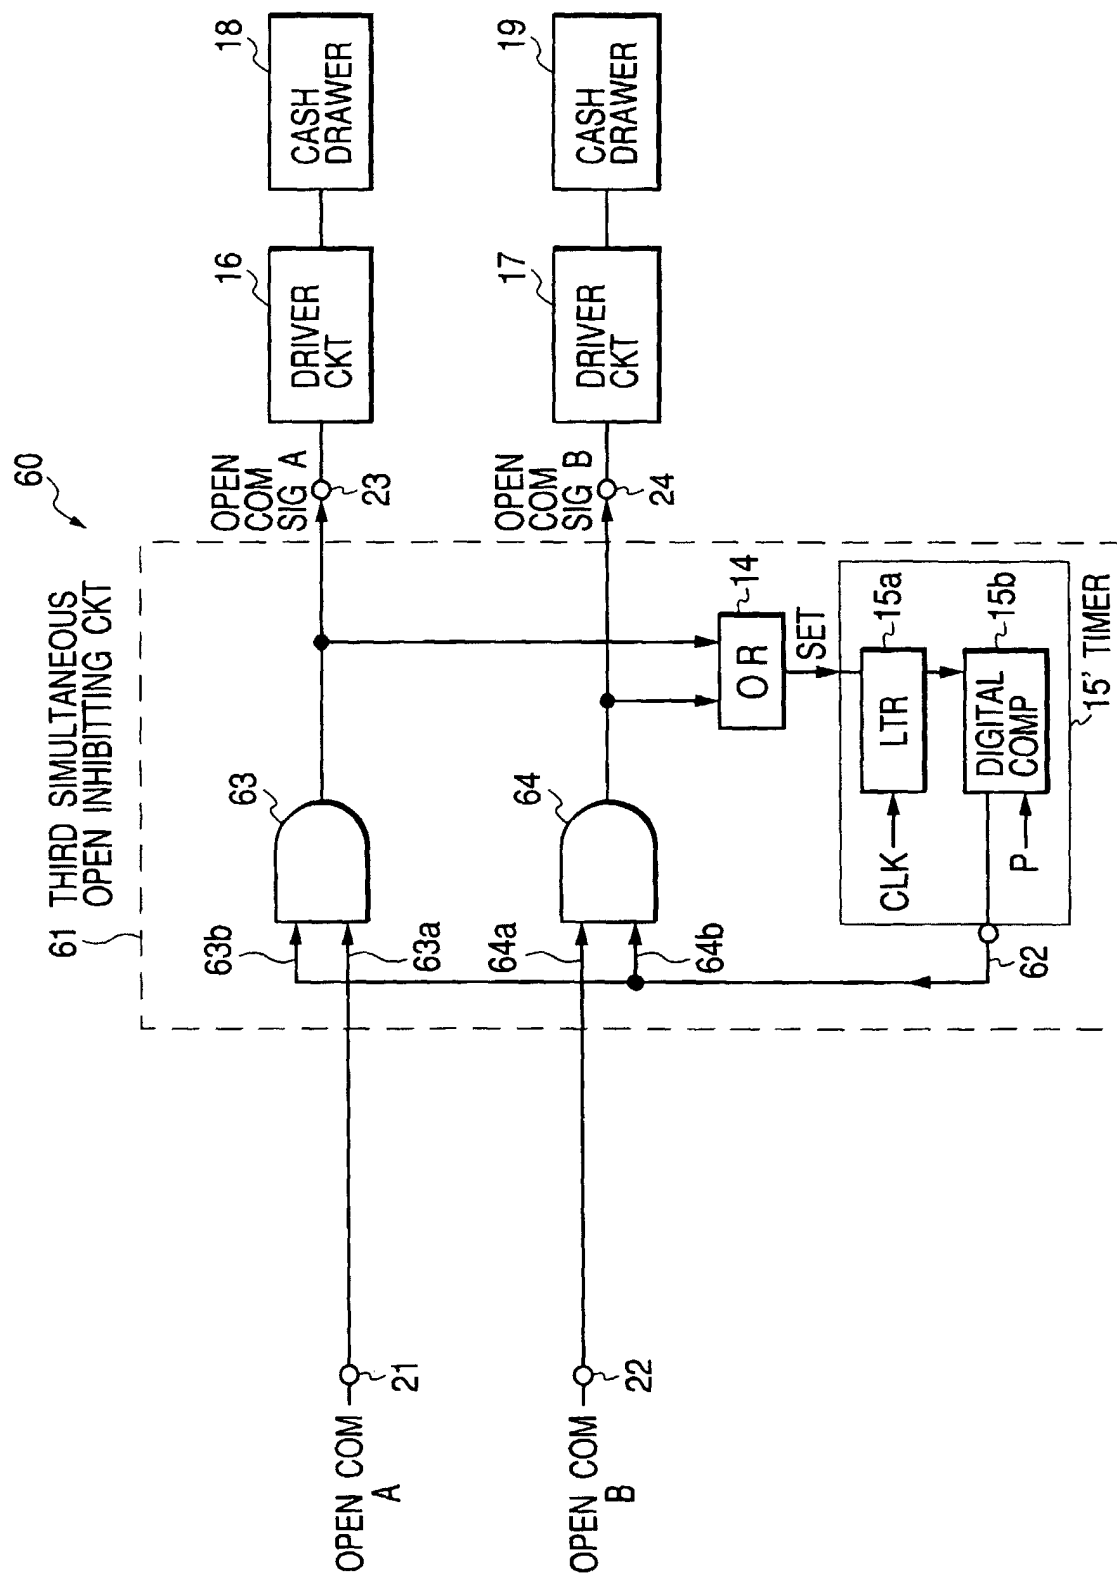 60
61 THIRD SIMULTANEOUS
OPEN INHIBITTING CKT
OPEN COM
A
21
63b
63a
63
OPEN
COM
SIG A
23
16
DRIVER
CKT
18
CASH
DRAWER
OPEN COM
B
22
64a
64b
64
OPEN
COM
SIG B
24
17
DRIVER
CKT
19
CASH
DRAWER
OR
14
SET
CLK
LTR
15a
P
DIGITAL
COMP
15b
62
15' TIMER